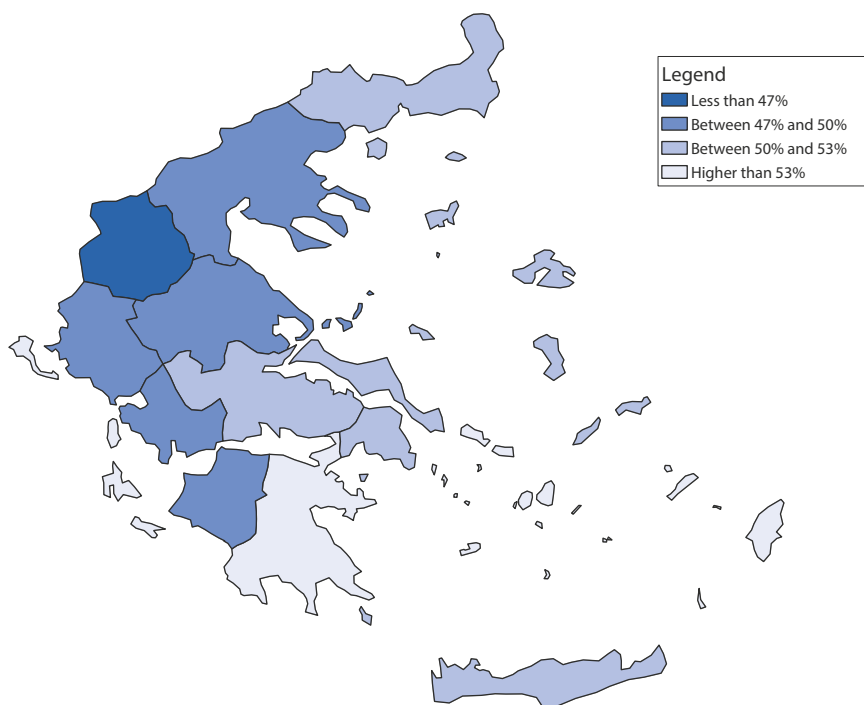 Legend
Less than 47%
Between 47% and 50%
Between 50% and 53%
Higher than 53%